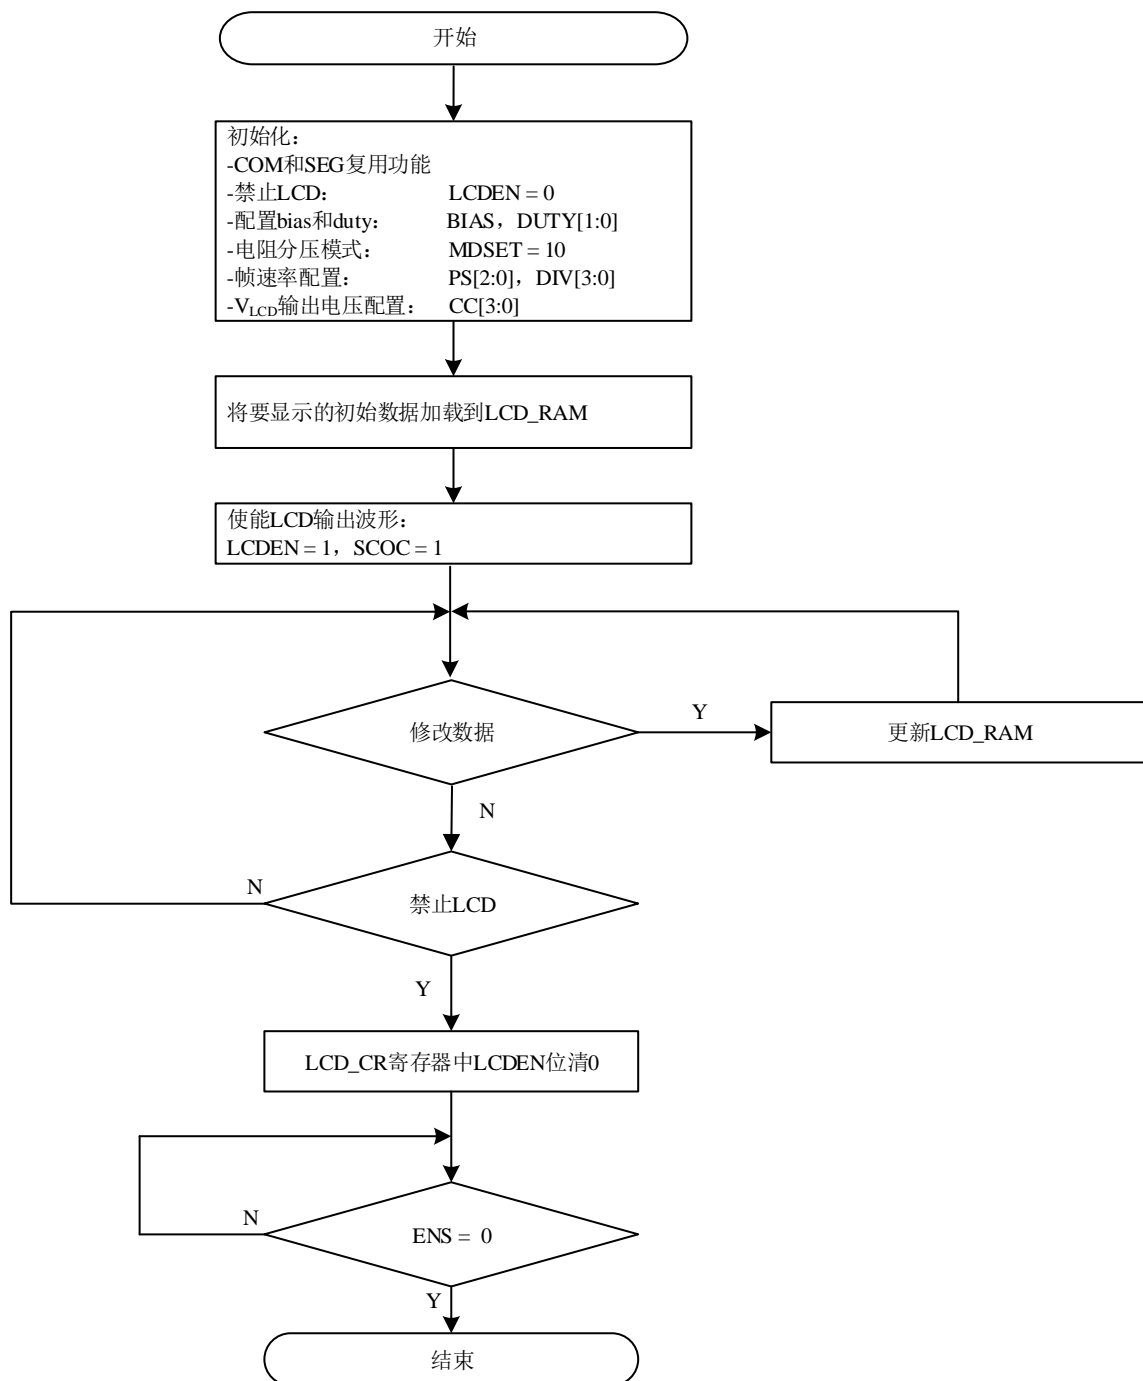 开始
初始化：
-COM和SEG复用功能
-禁止LCD： LCDEN = 0
-配置bias和duty： BIAS，DUTY[1:0]
-电阻分压模式： MDSET = 10
-帧速率配置： PS[2:0]，DIV[3:0]
-VLCD输出电压配置： CC[3:0]
将要显示的初始数据加载到LCD_RAM
使能LCD输出波形：
LCDEN = 1，SCOC = 1
修改数据
Y
更新LCD_RAM
N
禁止LCD
N
Y
LCD_CR寄存器中LCDEN位清0
ENS = 0
N
Y
结束